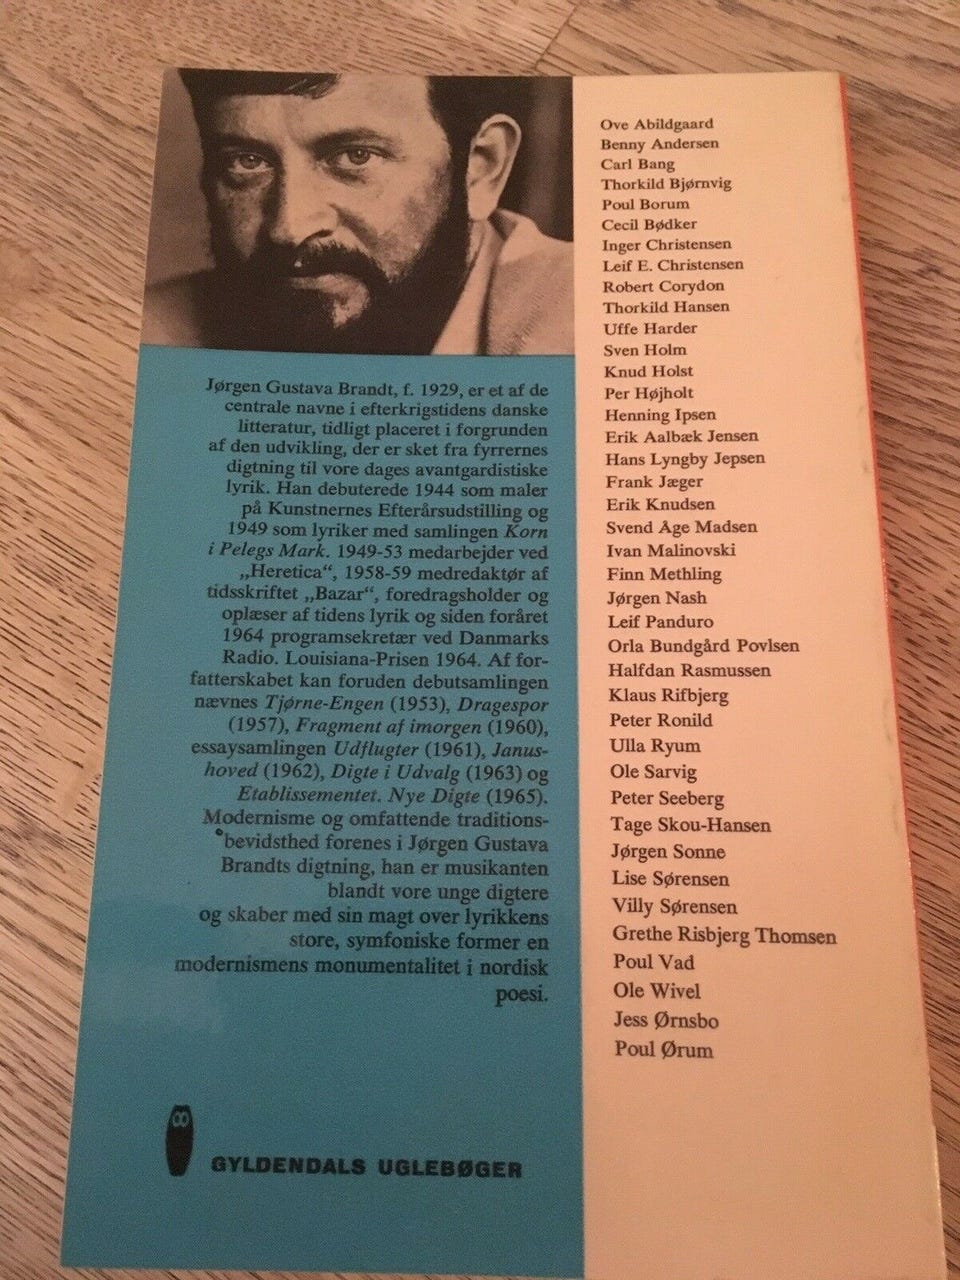 Jørgen Gustava Brandt, f. 1929, er et af de
centrale navne i efterkrigstidens danske
litteratur, tidligt placeret i forgrunden
af den udvikling, der er sket fra fyrrernes
digtning til vore dages avantgardistiske
lyrik. Han debuterede 1944 som maler
på Kunstnernes Efterårsudstilling og
1949 som lyriker med samlingen Korn
i Pelegs Mark. 1949-53 medarbejder ved
„Heretica“, 1958-59 medredaktør af
tidsskriftet „Bazar“, foredragsholder og
oplæser af tidens lyrik og siden foråret
1964 programsekretær ved Danmarks
Radio. Louisiana-Prisen 1964. Af for-
fatterskabet kan foruden debutsamlingen
nævnes Tjørne-Engen (1953), Dragespor
(1957), Fragment af imorgen (1960),
essaysamlingen Udflugter (1961), Janus-
hoved (1962), Digte i Udvalg (1963) og
Etablissementet. Nye Digte (1965).
Modernisme og omfattende traditions-
bevidsthed forenes i Jørgen Gustava
Brandts digtning, han er musikanten
blandt vore unge digtere
og skaber med sin magt over lyrikkens
store, symfoniske former en
modernismens monumentalitet i nordisk
poesi.
GYLDENDALS UGLEBØGER
Ove Abildgaard
Benny Andersen
Carl Bang
Thorkild Bjørnvig
Poul Borum
Cecil Bødker
Inger Christensen
Leif E. Christensen
Robert Corydon
Thorkild Hansen
Uffe Harder
Sven Holm
Knud Holst
Per Højholt
Henning Ipsen
Erik Aalbæk Jensen
Hans Lyngby Jepsen
Frank Jæger
Erik Knudsen
Svend Åge Madsen
Ivan Malinovski
Finn Methling
Jørgen Nash
Leif Panduro
Orla Bundgård Povlsen
Halfdan Rasmussen
Klaus Rifbjerg
Peter Ronild
Ulla Ryum
Ole Sarvig
Peter Seeberg
Tage Skou-Hansen
Jørgen Sonne
Lise Sørensen
Villy Sørensen
Grethe Risbjerg Thomsen
Poul Vad
Ole Wivel
Jess Ørnsbo
Poul Ørum